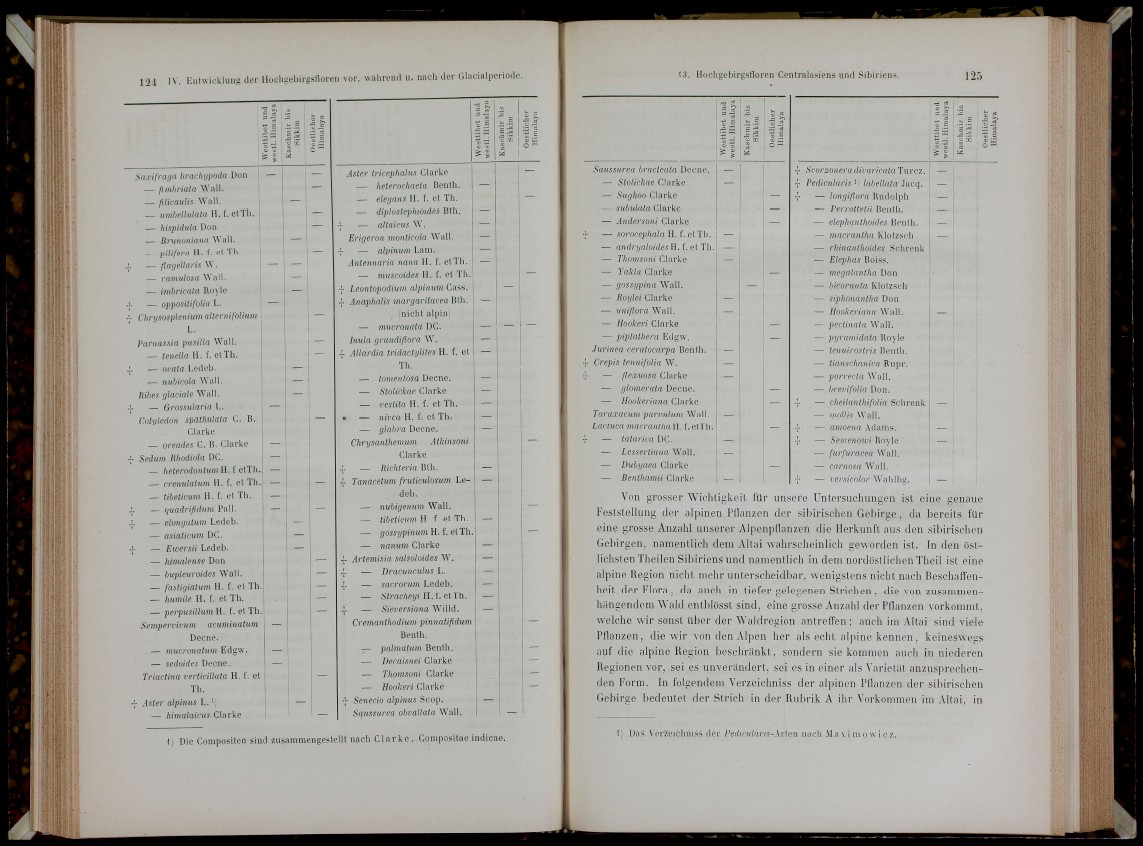 124 IV. Entwicklung der Hochgebirgsfloren vor, während u. nach der Glacialperiode.
Westtibet und westl. Himalaya
Kaschmir bis Sikkim
Oestlicher Himalaya
Saxifraga brachypoda Don — —
— fimbriata Wall. —
— filicaulis Wall. —
— umbellulata H. f. et Th. —
— hispidula Don —
— Brunoniana Wall. —
— pilifera H. f. et Th. —
÷ — flagellaris W. — —
— ramulosa Wall. —
— imbricata Royle —
÷ — oppositifolia L. —
÷ Chrysosplenium alternifolium —
L.
Parnassia pusilla Wall. —
— tenella H. f. et Th. —
÷ — ovata Ledeb. —
— nubicola Wall. —
Ribes glaciale Wall. —
÷ — Grossularia L. —
Cotyledon spathulata C. B. —
Clarke
— oreades C. B. Clarke —
÷ Sedum Rhodiola DC. —
— heterodontum H. f. et Th. —
— crenulatum H. f. et Th. —
— tibeticum H. f. et Th. —
÷ — quadrifidum Pall. —
÷ — elongatum Ledeb. —
— asiaticum DC. —
÷ — Ewersii Ledeb. —
— himalense Don —
— bupleuroides Wall. —
— fastigiatum H. f. et Th. —
— humile H. f. et Th. —
— perpusillum H. f. et Th. —
Sempervivum acuminatum —
Decne.
— mucronatum Edgw. —
— sedoides Decne. —
Triactina verticillata H. f. et —
Th.
÷ Aster alpinus L. 1) —
— himalaicus Clarke —
Westtibet und westl. Himalaya
Kaschmir bis Sikkim
Oestlicher Himalaya
Aster tricephalus Clarke —
— heterochaeta Benth. —
— elegans H. f. et Th. —
— diplostephioides Bth. —
÷ — altaicus W. —
Erigeron monticola Wall. —
÷ — alpinum Lam. —
Antennaria nana H. f. et Th. —
— muscoides H. f. et Th. —
÷ Leontopodium alpinum Cass. —
÷ Anaphalis margaritacea Bth. —
(nicht alpin)
— mucronata DC. — — —
Inula grandiflora W. —
÷ Allardia tridactylites H. f. et —
Th.
— tomentosa Decne. —
— Stolickae Clarke —
— vestita H. f. et Th. —
— nivea H. f. et Th. —
— glabra Decne. —
Chrysanthemum Atkinsoni —
Clarke
÷ — Richteria Bth. —
÷ Tanacetum fruticulosum Le- —
deb.
— nubigenum Wall. —
— tibeticum H. f. et Th. —
— gossypinum H. f. et Th. —
— nanum Clarke —
÷ Artemisia salsoloides W. —
÷ — Dracunculus L. —
÷ — sacrorum Ledeb. —
— Stracheyi H. f. et Th. —
÷ — Sieversiana Willd. —
Cremanthodium pinnatifidum —
Benth.
— palmatum Benth. —
— Decaisnei Clarke —
— Thomsoni Clarke —
— Hookeri Clarke —
÷ Senecio alpinus Scop. —
Saussurea obvallata Wall. —
1) Die Compositen sind zusammengestellt nach Clarke, Compositae indicae.
13. Hochgebirgsfloren Centralasiens und Sibiriens. 125
Westtibet und westl. Himalaya
Kaschmir bis Sikkim
Oestlicher Himalaya
Saussurea bracteata Decne. —
— Stolickae Clarke —
— Sughoo Clarke —
— subulata Clarke —
— Andersoni Clarke —
÷ — sorocephala H. f. et Th. —
— andryaloides H. f. et Th. —
— Thomsoni Clarke —
— Yakla Clarke —
— gossypina Wall. —
— Roylei Clarke —
— uniflora Wall. —
— Hookeri Clarke —
— piptathera Edgw. —
Jurinea ceratocarpa Benth. —
÷ Crepis tenuifolia W. —
÷ — flexuosa Clarke —
— glomerata Decne. —
— Hookeriana Clarke —
Taraxacum parvulum Wall. —
Lactuca macrantha H. f. et Th. —
÷ — tatarica DC. —
— Lessertiana Wall. —
— Dubyaea Clarke —
— Benthamii Clarke —
Westtibet und westl. Himalaya
Kaschmir bis Sikkim
Oestlicher Himalaya
÷ Scorzonera divaricata Turcz. —
÷ Pedicularis 1) labellata Jacq. —
÷ — longiflora Rudolph —
— Perrottetii Benth. —
— elephanthoides Benth. —
— macrantha Klotzsch —
— rhinanthoides Schrenk —
— Elephas Boiss. —
— megalantha Don
— bicornuta Klotzsch —
— siphonantha Don —
— Hookeriana Wall. —
— pectinata Wall. —
— pyramidata Royle —
— tenuirostris Benth. —
— tianschanica Rupr. —
— porrecta Wall. —
— brevifolia Don. —
÷ — cheilanthifolia Schrenk —
— mollis Wall. —
÷ — amoena Adams. —
÷ — Semenowi Royle —
— furfuracea Wall. —
— carnosa Wall. —
÷ — versicolor Wahlbg. —
Von grosser Wichtigkeit für unsere Untersuchungen ist eine genaue
Feststellung der alpinen Pflanzen der sibirischen Gebirge, da bereits für
eine grosse Anzahl unserer Alpenpflanzen die Herkunft aus den sibirischen
Gebirgen, namentlich dem Altai wahrscheinlich geworden ist. In den öst-
lichsten Theilen Sibiriens und namentlich in dem nordöstlichen Theil ist eine
alpine Region nicht mehr unterscheidbar, wenigstens nicht nach Beschaffen-
heit der Flora, da auch in tiefer gelegenen Strichen, die von zusammen-
hängendem Wald entblösst sind, eine grosse Anzahl der Pflanzen vorkommt,
welche wir sonst über der Waldregion antreffen; auch im Altai sind viele
Pflanzen, die wir von den Alpen her als echt alpine kennen, keineswegs
auf die alpine Region beschränkt, sondern sie kommen auch in niederen
Regionen vor, sei es unverändert, sei es in einer als Varietät anzusprechen-
den Form. In folgendem Verzeichniss der alpinen Pflanzen der sibirischen
Gebirge bedeutet der Strich in der Rubrik A ihr Vorkommen im Altai, in
1) Das Verzeichniss der Pedicularis-Arten nach Maximowicz.